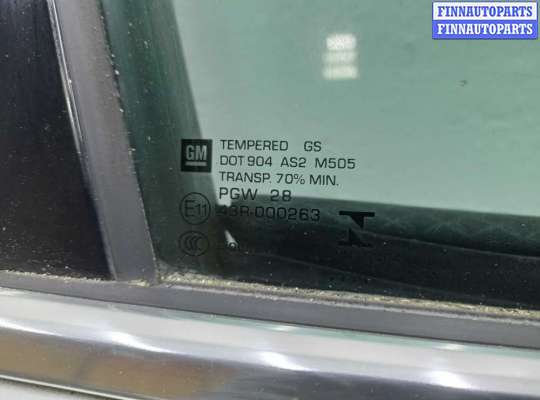 FINNAUTOPARTS
FINNAUTOPARTS
GM
TEMPERED GS
DOT 904 AS2 M505
TRANSP. 70% MIN.
PGW 28
E11 43R-000263
N